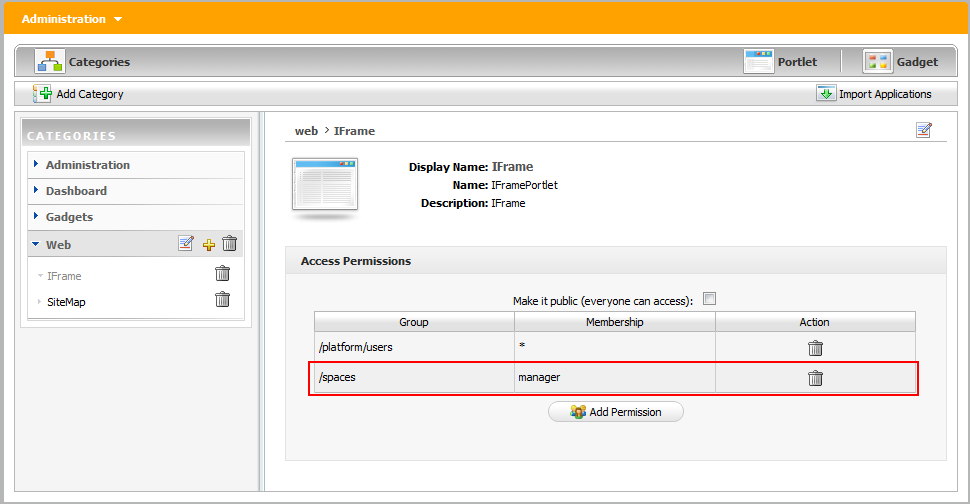 Administration
Categories
Portlet
Gadget
Add Category
Import Applications
CATEGORIES
Administration
Dashboard
Gadgets
Web
IFrame
SiteMap
web > IFrame
Display Name: IFrame
Name: IFramePortlet
Description: IFrame
Access Permissions
Make it public (everyone can access):
Group Membership Action
/platform/users *
/spaces manager
Add Permission